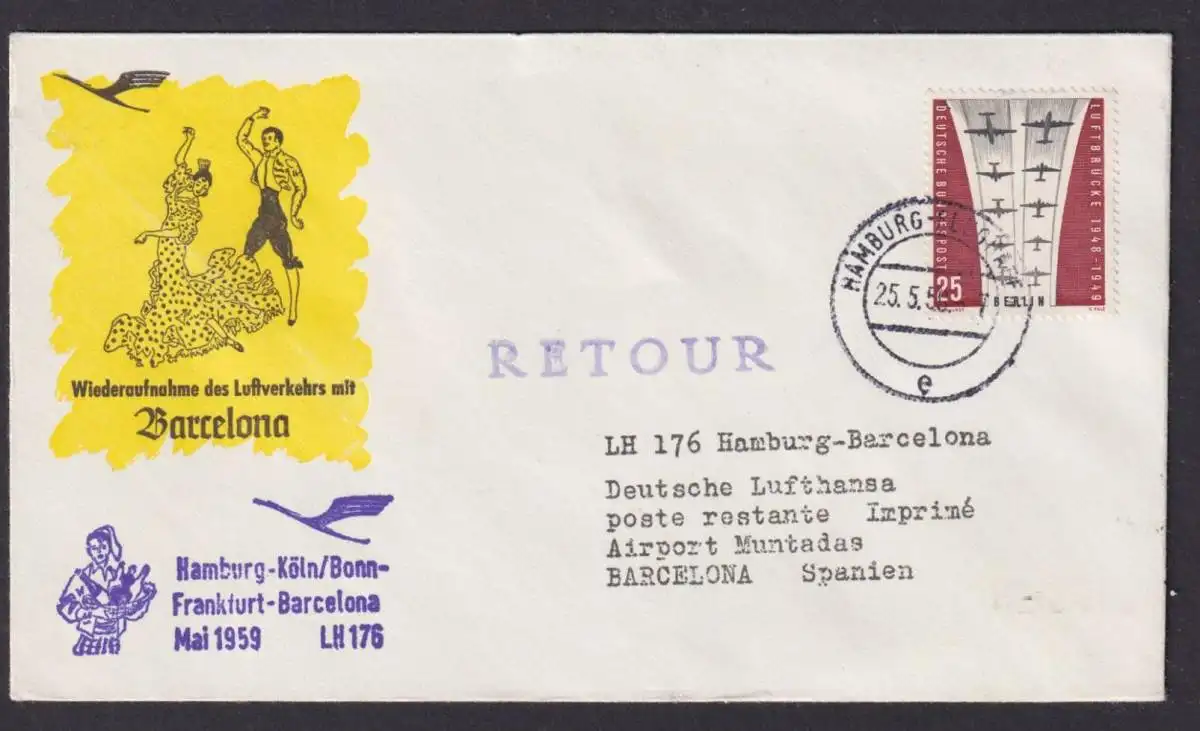 Wiederaufnahme des Luftverkehrs mit
Barcelona
DEUTSCHE BUNDESPOST
LUFTBRÜCKE 1948-1949
25
BERLIN
HAMBURG-
25.5.5
e
RETOUR
LH 176 Hamburg-Barcelona
Deutsche Lufthansa
poste restante Imprimé
Airport Muntadas
BARCELONA Spanien
Hamburg-Köln/Bonn-
Frankfurt-Barcelona
Mai 1959 LH 176